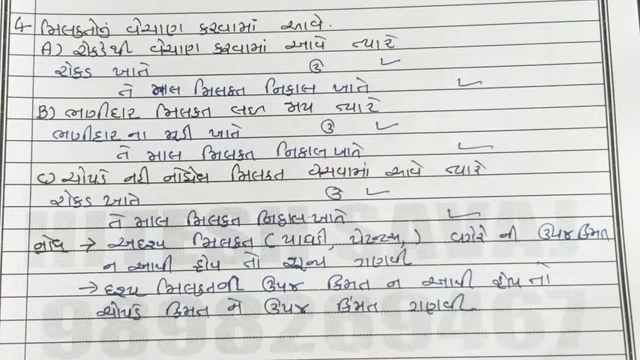 4 મિલકતોનું વેચાણ કરવામાં આવે.
A) રોકડેથી વેચાણ કરવામાં આવે ત્યારે
રોકડ ખાતે ઉ ✓
તે માલ મિલકત નિકાલ ખાતે ✓
B) ભાગીદાર મિલકત લઈ જાય ત્યારે
ભાગીદાર ના મૂડી ખાતે ઉ ✓
તે માલ મિલકત નિકાલ ખાતે ✓
C) ચોપડે નહી નોંધેલ મિલકત વેચવામાં આવે ત્યારે
રોકડ ખાતે ઉ ✓
તે માલ મિલકત નિકાલ ખાતે ✓
નોંધ → અદ્રશ્ય મિલકત (પાઘડી, પેટન્ટ,) વગેરે ની ઉપજ કિંમત
ન આપી હોય તો શૂન્ય ગણવી
→ દ્રશ્ય મિલકતની ઉપજ કિંમત ન આપી હોય તો
ચોપડે કિંમત ને ઉપજ કિંમત ગણવી
9898269467